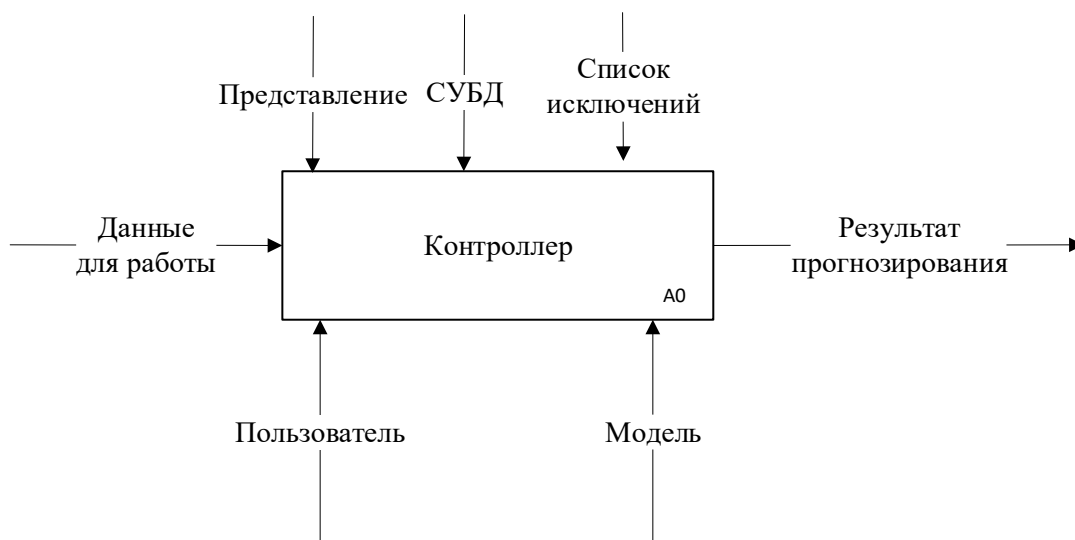 Представление
СУБД
Список
исключений
Данные
для работы
Контроллер
A0
Результат
прогнозирования
Пользователь
Модель